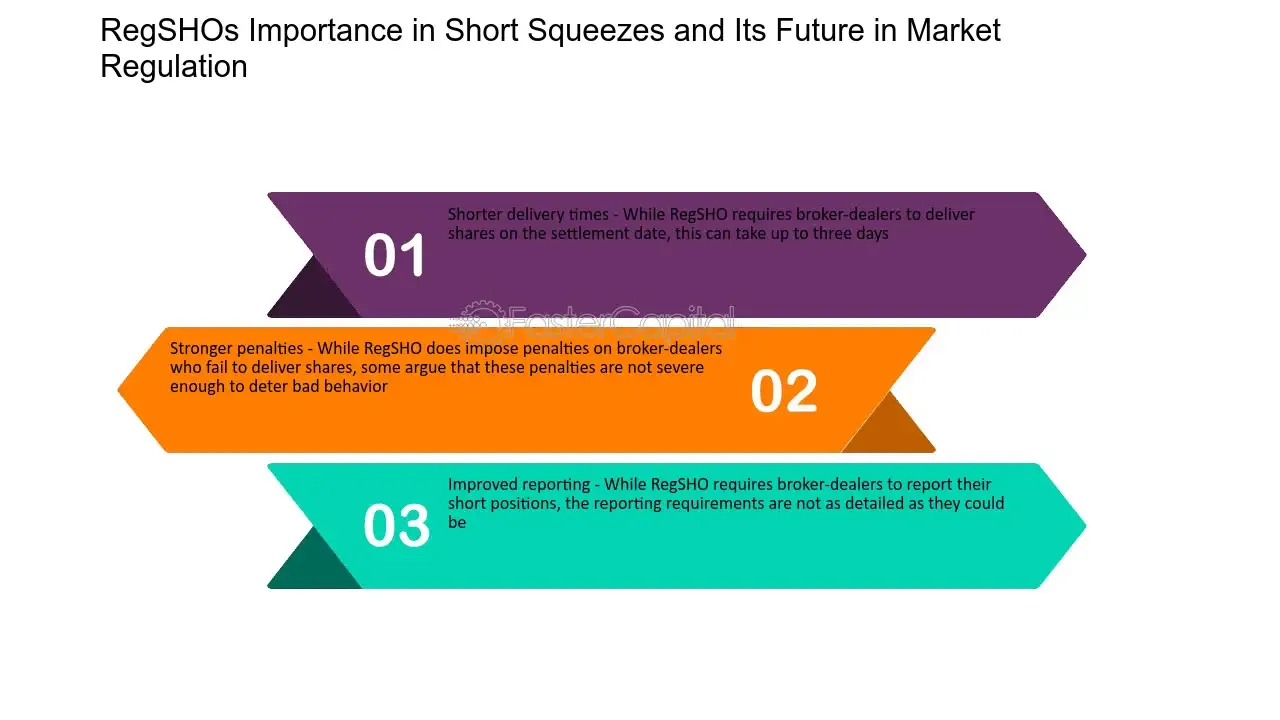 RegSHOs Importance in Short Squeezes and Its Future in Market
Regulation
01
Shorter delivery times - While RegSHO requires broker-dealers to deliver
shares on the settlement date, this can take up to three days
FasterCapital
Stronger penalties - While RegSHO does impose penalties on broker-dealers
who fail to deliver shares, some argue that these penalties are not severe
enough to deter bad behavior
02
03
Improved reporting - While RegSHO requires broker-dealers to report their
short positions, the reporting requirements are not as detailed as they could
be